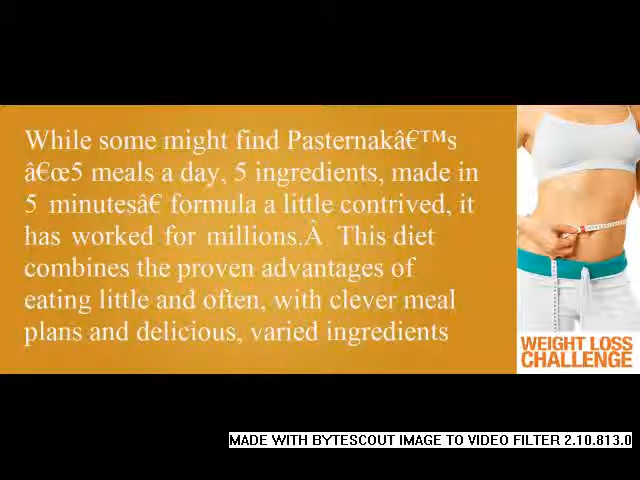 While some might find Pasternakâ€™s
â€œ5 meals a day, 5 ingredients, made in
5 minutesâ€ formula a little contrived, it
has worked for millions.Â This diet
combines the proven advantages of
eating little and often, with clever meal
plans and delicious, varied ingredients
WEIGHT LOSS
CHALLENGE
MADE WITH BYTESCOUT IMAGE TO VIDEO FILTER 2.10.813.0